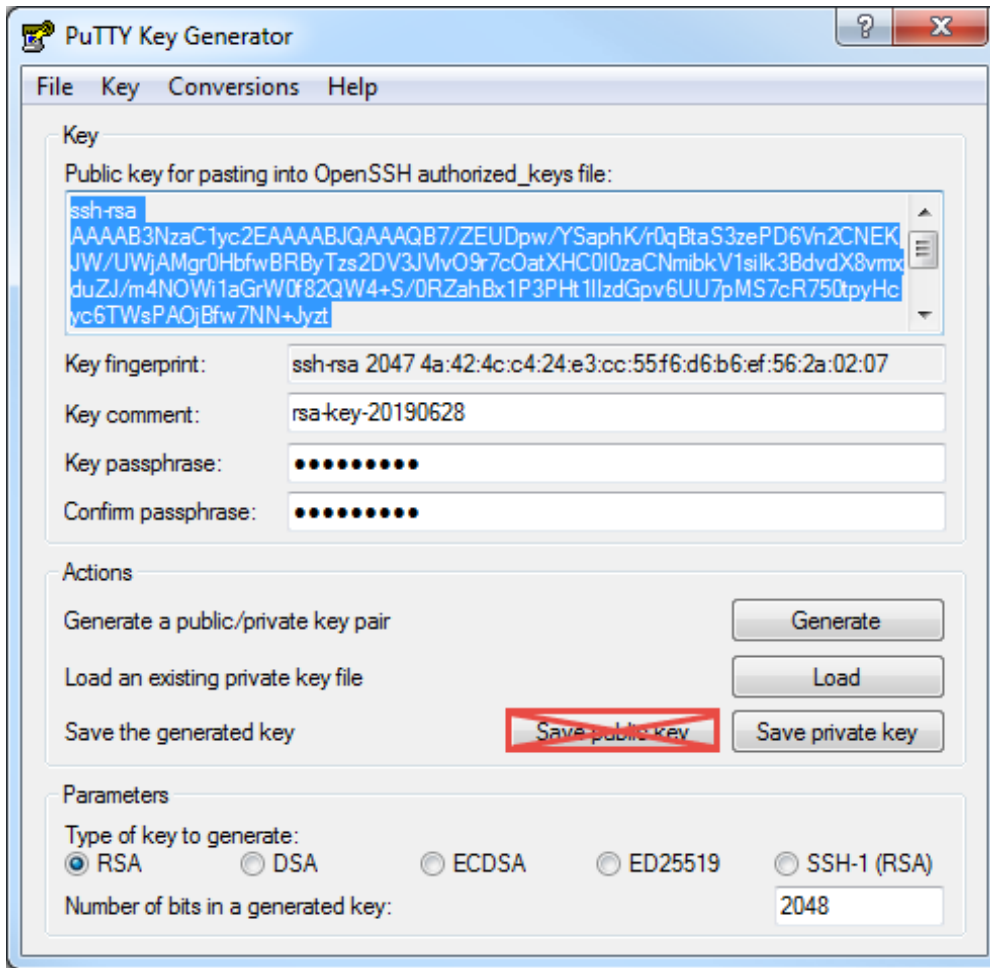 PuTTY Key Generator
File Key Conversions Help
Key
Public key for pasting into OpenSSH authorized_keys file:
ssh-rsa
AAAAB3NzaC1yc2EAAAABJQAAAQB7/ZEUDpw/YSaphK/r0qBtaS3zePD6Vn2CNEK
JW/UWjAMgr0HbfwBRByTzs2DV3JVlvO9r7cOatXHC0I0zaCNmibkV1silk3BdvdX8vmx
duZJ/m4NOWi1aGrW0f82QW4+S/0RZahBx1P3PHt1IIzdGpv6UU7pMS7cR750tpyHc
yc6TWsPAOjBfw7NN+Jyzt
Key fingerprint: ssh-rsa 2047 4a:42:4c:c4:24:e3:cc:55:f6:d6:b6:ef:56:2a:02:07
Key comment: rsa-key-20190628
Key passphrase: •••••••••
Confirm passphrase: •••••••••
Actions
Generate a public/private key pair Generate
Load an existing private key file Load
Save the generated key Save public key Save private key
Parameters
Type of key to generate:
RSA DSA ECDSA ED25519 SSH-1 (RSA)
Number of bits in a generated key: 2048